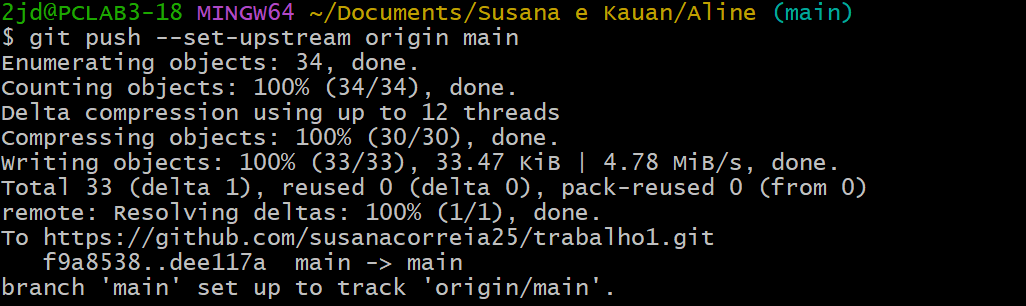 2jd@PCLAB3-18 MINGW64 ~/Documents/Susana e Kauan/Aline (main)
$ git push --set-upstream origin main
Enumerating objects: 34, done.
Counting objects: 100% (34/34), done.
Delta compression using up to 12 threads
Compressing objects: 100% (30/30), done.
Writing objects: 100% (33/33), 33.47 KiB | 4.78 MiB/s, done.
Total 33 (delta 1), reused 0 (delta 0), pack-reused 0 (from 0)
remote: Resolving deltas: 100% (1/1), done.
To https://github.com/susanacorreia25/trabalho1.git
   f9a8538..dee117a  main -> main
branch 'main' set up to track 'origin/main'.